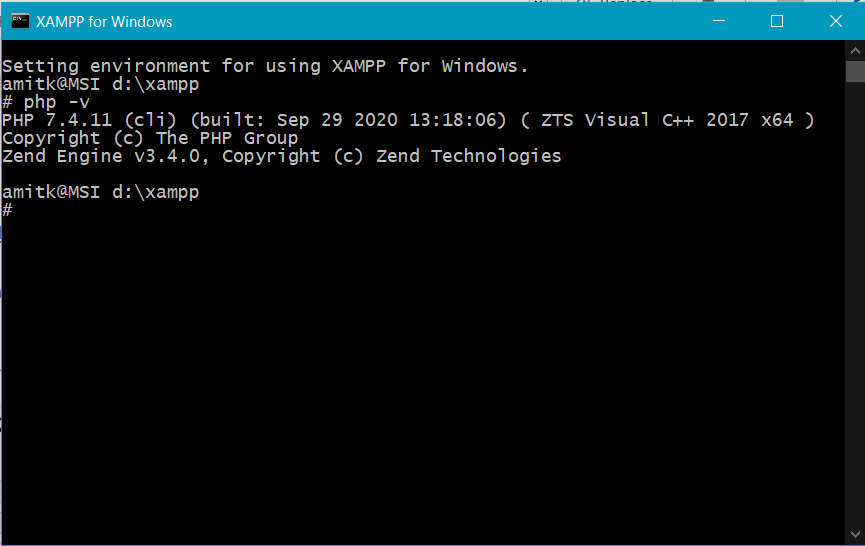 XAMPP for Windows
Setting environment for using XAMPP for Windows.
amitk@MSI d:\xampp
# php -v
PHP 7.4.11 (cli) (built: Sep 29 2020 13:18:06) ( ZTS Visual C++ 2017 x64 )
Copyright (c) The PHP Group
Zend Engine v3.4.0, Copyright (c) Zend Technologies
amitk@MSI d:\xampp
#